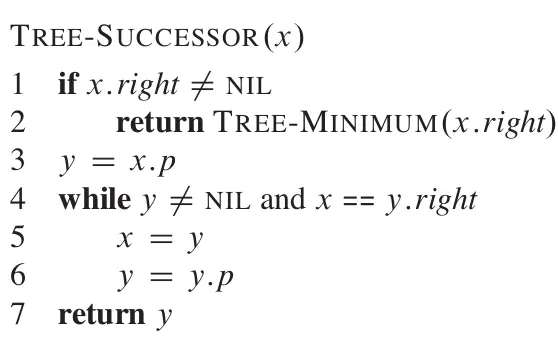 TREE-SUCCESSOR(x)
1 if x.right ≠ NIL
2 return TREE-MINIMUM(x.right)
3 y = x.p
4 while y ≠ NIL and x == y.right
5 x = y
6 y = y.p
7 return y